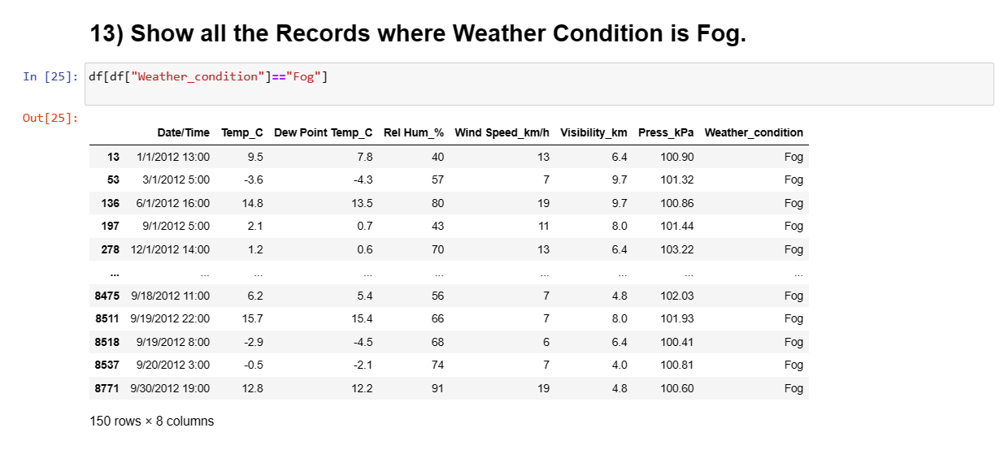 13) Show all the Records where Weather Condition is Fog.
In [25]: df[df["Weather_condition"]=="Fog"]
Out[25]:
Date/Time Temp_C Dew Point Temp_C Rel Hum_% Wind Speed_km/h Visibility_km Press_kPa Weather_condition
13 1/1/2012 13:00 9.5 7.8 40 13 6.4 100.90 Fog
53 3/1/2012 5:00 -3.6 -4.3 57 7 9.7 101.32 Fog
136 6/1/2012 16:00 14.8 13.5 80 19 9.7 100.86 Fog
197 9/1/2012 5:00 2.1 0.7 43 11 8.0 101.44 Fog
278 12/1/2012 14:00 1.2 0.6 70 13 6.4 103.22 Fog
... ... ... ... ... ... ... ... ...
8475 9/18/2012 11:00 6.2 5.4 56 7 4.8 102.03 Fog
8511 9/19/2012 22:00 15.7 15.4 66 7 8.0 101.93 Fog
8518 9/19/2012 8:00 -2.9 -4.5 68 6 6.4 100.41 Fog
8537 9/20/2012 3:00 -0.5 -2.1 74 7 4.0 100.81 Fog
8771 9/30/2012 19:00 12.8 12.2 91 19 4.8 100.60 Fog
150 rows × 8 columns